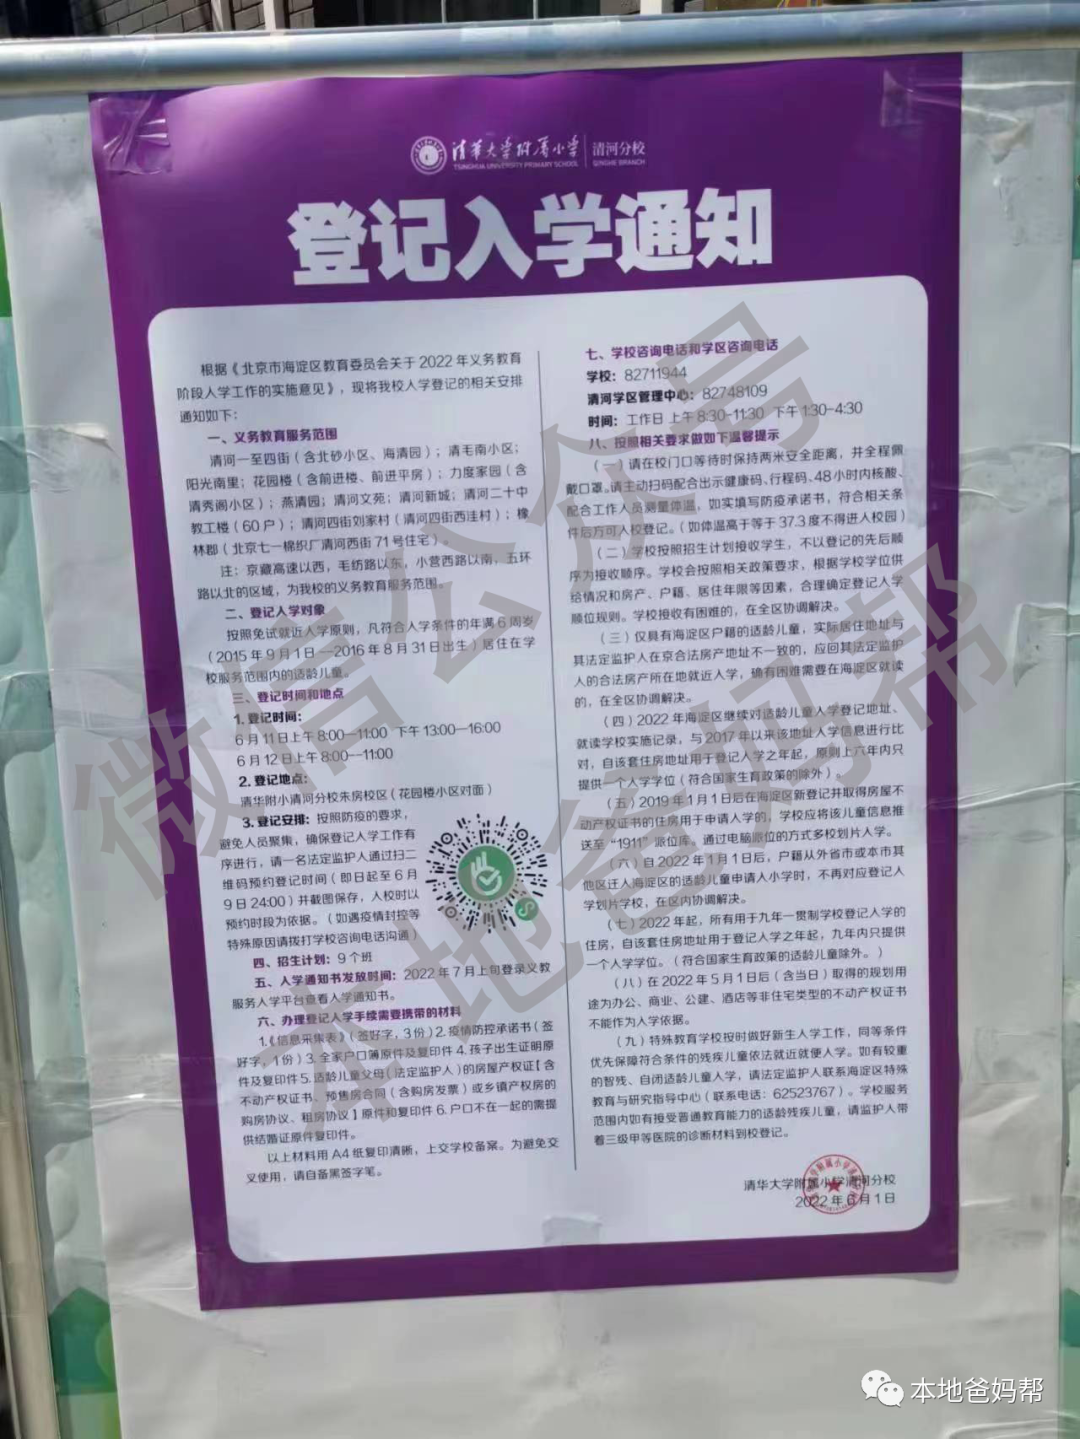 清华大学附属小学
TSINGHUA UNIVERSITY PRIMARY SCHOOL
清河分校
QINGHE BRANCH
登记入学通知
根据《北京市海淀区教育委员会关于2022年义务教育
阶段入学工作的实施意见》，现将我校入学登记的相关安排
通知如下：
一、义务教育服务范围
清河一至四街（含北砂小区、海清园）；清毛南小区；
阳光南里；花园楼（含前进楼、前进平房）；力度家园（含
清秀阁小区）；燕清园；清河文苑；清河新城；清河二十中
教工楼（60户）；清河四街刘家村（清河四街西洼村）；橡
林郡（北京七一棉织厂清河西街71号住宅）。
注：京藏高速以西，毛纺路以东，小营西路以南，五环
路以北的区域，为我校的义务教育服务范围。
二、登记入学对象
按照免试就近入学原则，凡符合入学条件的年满6周岁
（2015年9月1日—2016年8月31日出生）居住在学
校服务范围内的适龄儿童。
三、登记时间和地点
1.登记时间：
6月11日上午8:00—11:00 下午13:00—16:00
6月12日上午8:00--11:00
2.登记地点：
清华附小清河分校朱房校区（花园楼小区对面）
3.登记安排：按照防疫的要求，
避免人员聚集，确保登记入学工作有
序进行，请一名法定监护人通过扫二
维码预约登记时间（即日起至6月
9日24:00）并截图保存，入校时以
预约时段为依据。（如遇疫情封控等
特殊原因请拨打学校咨询电话沟通）
四、招生计划：9个班
五、入学通知书发放时间：2022年7月上旬登录义教
服务入学平台查看入学通知书。
六、办理登记入学手续需要携带的材料
1.《信息采集表》（签好字，3份）2.疫情防控承诺书（签
好字，1份）3.全家户口簿原件及复印件4.孩子出生证明原
件及复印件5.适龄儿童父母（法定监护人）的房屋产权证【含
不动产权证书、预售房合同（含购房发票）或乡镇产权房的
购房协议、租房协议】原件和复印件6.户口不在一起的需提
供结婚证原件复印件。
以上材料用A4纸复印清晰，上交学校备案。为避免交
叉使用，请自备黑签字笔。
七、学校咨询电话和学区咨询电话
学校：82711944
清河学区管理中心：82748109
时间：工作日 上午8:30-11:30 下午1:30-4:30
八、按照相关要求做如下温馨提示
（一）请在校门口等待时保持两米安全距离，并全程佩
戴口罩。请主动扫码配合出示健康码、行程码、48小时内核酸、
配合工作人员测量体温，如实填写防疫承诺书，符合相关条
件后方可入校登记。（如体温高于等于37.3度不得进入校园）
（二）学校按照招生计划接收学生，不以登记的先后顺
序为接收顺序。学校会按照相关政策要求、根据学校学位供
给情况和房产、户籍、居住年限等因素，合理确定登记入学
顺位规则。学校接收有困难的，在全区协调解决。
（三）仅具有海淀区户籍的适龄儿童，实际居住地址与
其法定监护人在京合法房产地址不一致的，应回其法定监护
人的合法房产所在地就近入学，确有困难需要在海淀区就读
的，在全区协调解决。
（四）2022年海淀区继续对适龄儿童入学登记地址、
就读学校实施记录，与2017年以来该地址入学信息进行比
对，自该套住房地址用于登记入学之年起，原则上六年内只
提供一个入学学位（符合国家生育政策的除外）。
（五）2019年1月1日后在海淀区新登记并取得房屋不
动产权证书的住房用于申请入学的，学校应将该儿童信息推
送至“1911”派位库，通过电脑派位的方式多校划片入学。
（六）自2022年1月1日后，户籍从外省市或本市其
他区迁入海淀区的适龄儿童申请入小学时，不再对应登记入
学划片学校，在区内协调解决。
（七）2022年起，所有用于九年一贯制学校登记入学的
住房，自该套住房地址用于登记入学之年起，九年内只提供
一个入学学位。（符合国家生育政策的适龄儿童除外。）
（八）在2022年5月1日后（含当日）取得的规划用
途为办公、商业、公建、酒店等非住宅类型的不动产权证书
不能作为入学依据。
（九）特殊教育学校按时做好新生入学工作，同等条件
优先保障符合条件的残疾儿童依法就近就便入学。如有较重
的智残、自闭适龄儿童入学，请法定监护人联系海淀区特殊
教育与研究指导中心（联系电话：62523767）。学校服务
范围内如有接受普通教育能力的适龄残疾儿童，请监护人带
着三级甲等医院的诊断材料到校登记。
清华大学附属小学清河分校
2022年6月1日
微信公众号
本地爸妈帮
本地爸妈帮